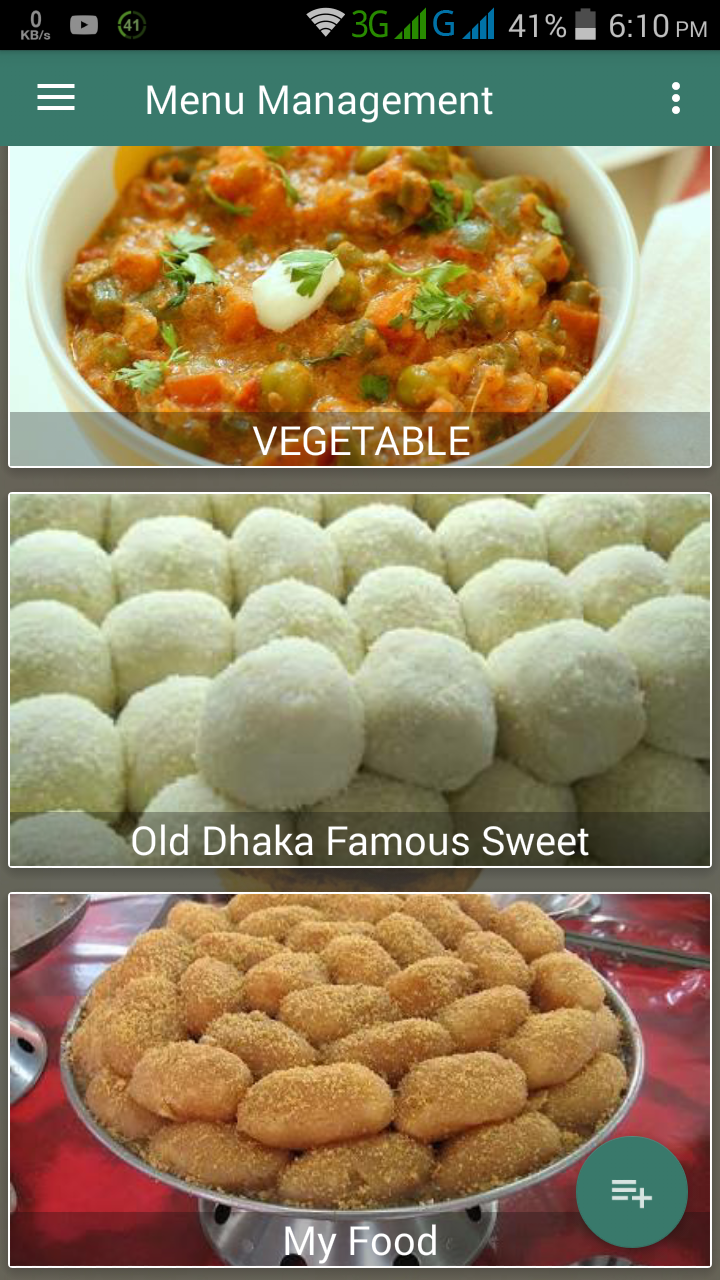 0
KB/s
41
3G
G
41%
6:10 PM
Menu Management
VEGETABLE
Old Dhaka Famous Sweet
My Food